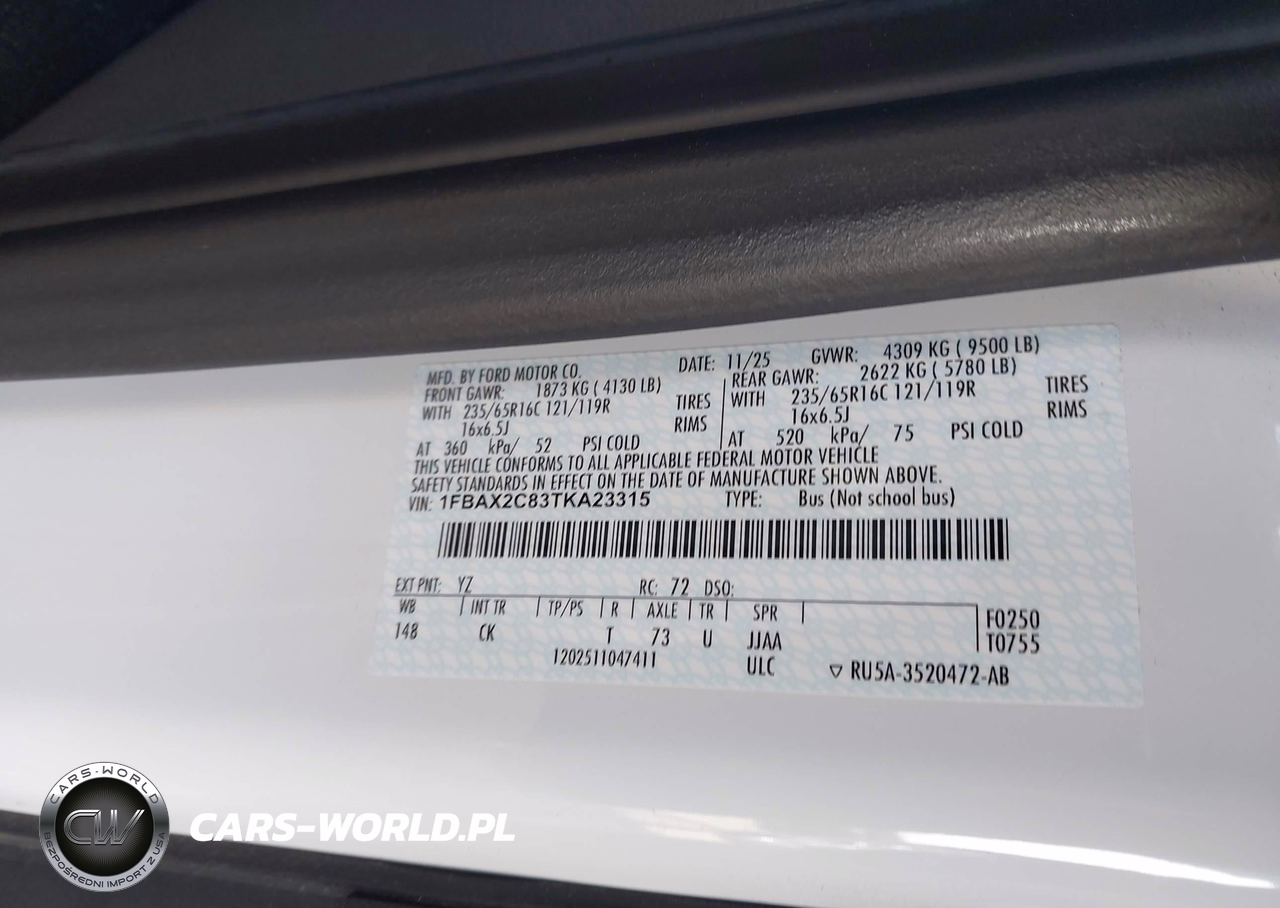 MFD. BY FORD MOTOR CO. DATE: 11/25 GVWR: 4309 KG ( 9500 LB)
FRONT GAWR: 1873 KG ( 4130 LB) REAR GAWR: 2622 KG ( 5780 LB)
WITH 235/65R16C 121/119R TIRES WITH 235/65R16C 121/119R TIRES
16x6.5J RIMS 16x6.5J RIMS
AT 360 kPa/ 52 PSI COLD AT 520 kPa/ 75 PSI COLD
THIS VEHICLE CONFORMS TO ALL APPLICABLE FEDERAL MOTOR VEHICLE
SAFETY STANDARDS IN EFFECT ON THE DATE OF MANUFACTURE SHOWN ABOVE.
VIN: 1FBAX2C83TKA23315 TYPE: Bus (Not school bus)
EXT PNT: YZ RC: 72 DSO:
WB INT TR TP/PS R AXLE TR SPR F0250
148 CK T 73 U JJAA T0755
1202511047411 ULC ▽ RU5A-3520472-AB
CARS-WORLD
CW
BEZPOŚREDNI IMPORT Z USA
CARS-WORLD.PL